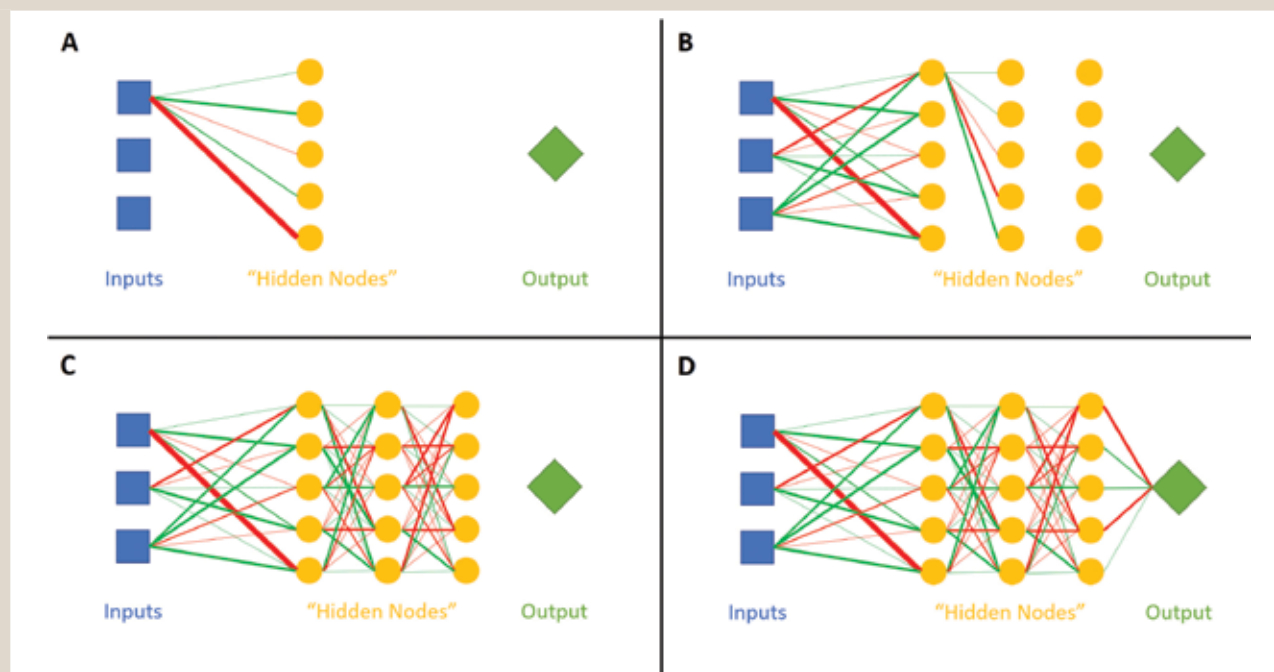 A
Inputs
"Hidden Nodes"
Output
B
Inputs
"Hidden Nodes"
Output
C
Inputs
"Hidden Nodes"
Output
D
Inputs
"Hidden Nodes"
Output